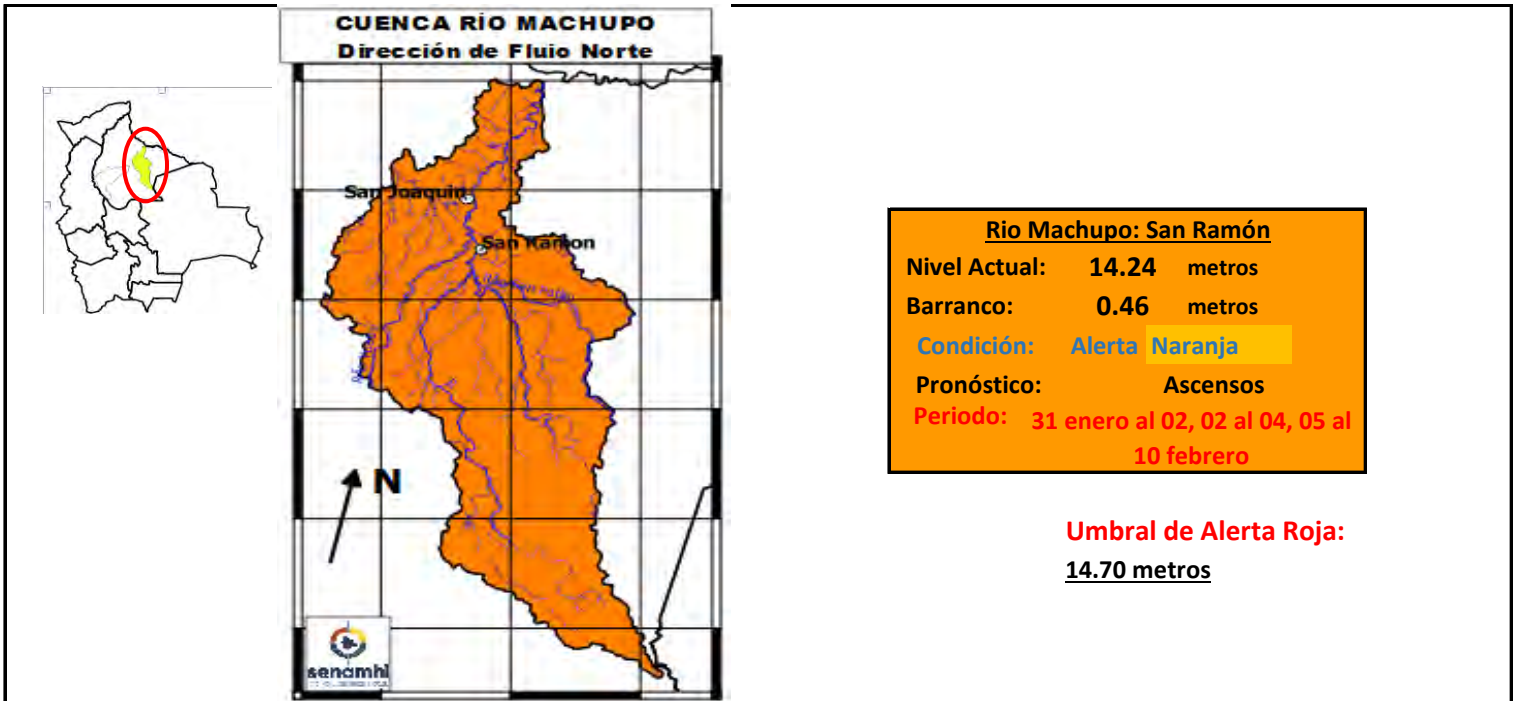 CUENCA RÍO MACHUPO
Dirección de Flujo Norte
San Joaquin
San Ramon
N
senamhi
Rio Machupo: San Ramón
Nivel Actual: 14.24 metros
Barranco: 0.46 metros
Condición: Alerta Naranja
Pronóstico: Ascensos
Periodo: 31 enero al 02, 02 al 04, 05 al
10 febrero
Umbral de Alerta Roja:
14.70 metros